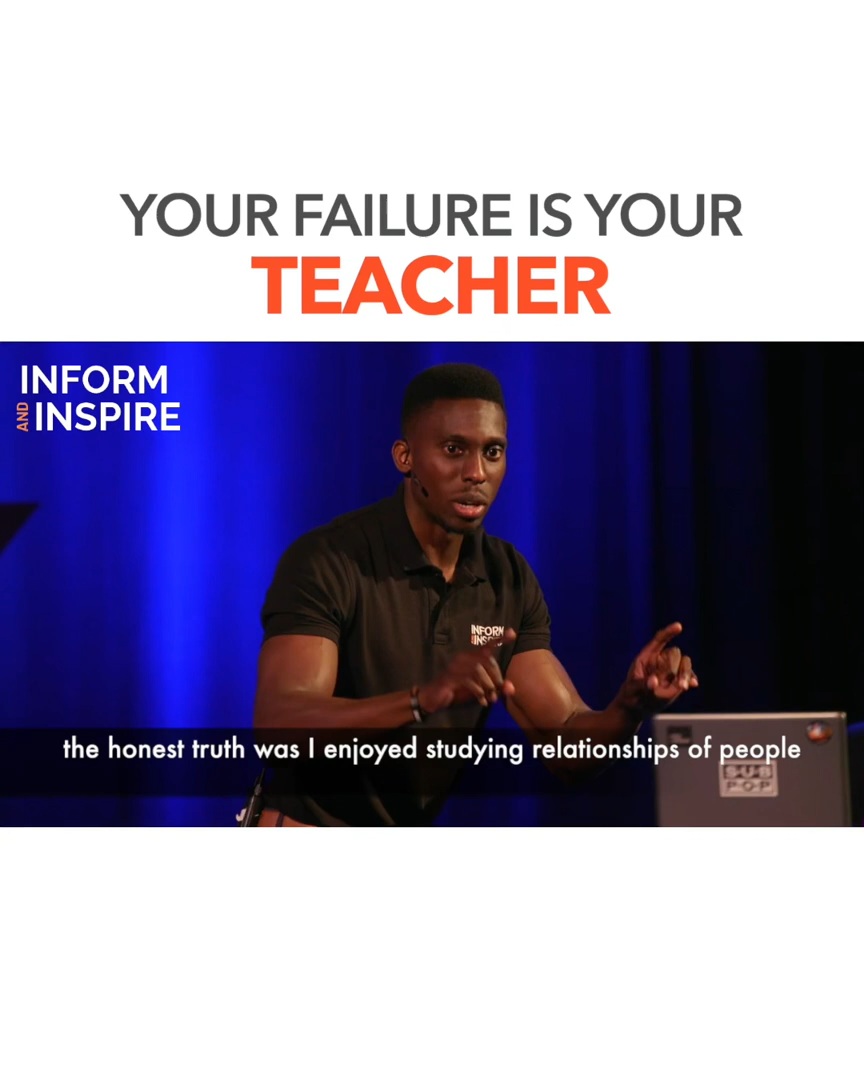 YOUR FAILURE IS YOUR
TEACHER
INFORM
AND INSPIRE
INFORM
the honest truth was I enjoyed studying relationships of people
SUB
POP